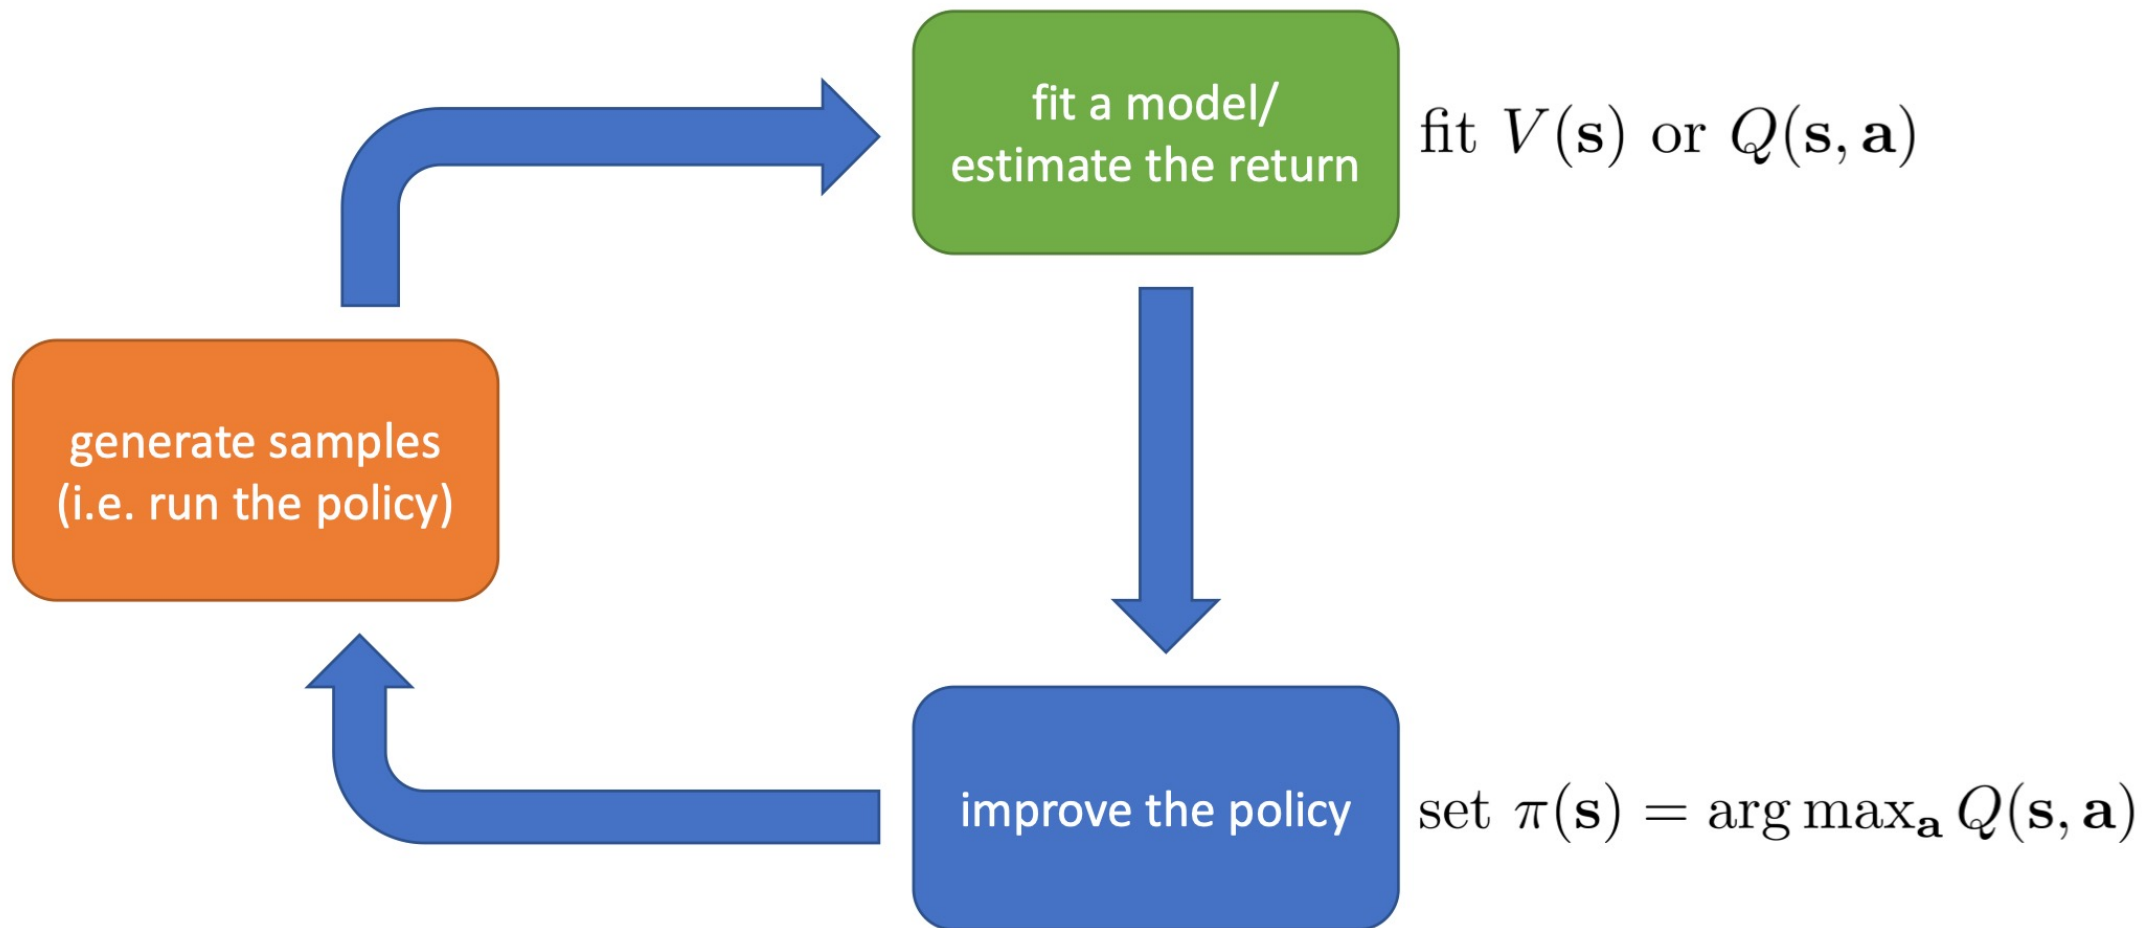 fit a model/
estimate the return
fit V(s) or Q(s, a)
generate samples
(i.e. run the policy)
improve the policy
set π(s) = arg maxₐ Q(s, a)